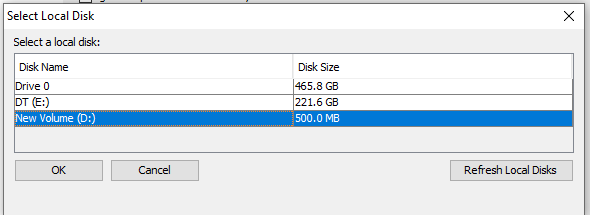 Select Local Disk
Select a local disk:
Disk Name Disk Size
Drive 0 465.8 GB
DT (E:) 221.6 GB
New Volume (D:) 500.0 MB
OK Cancel Refresh Local Disks